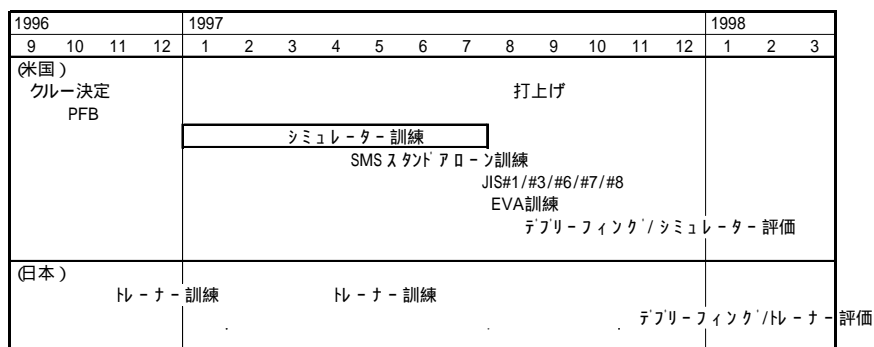 1996 1997 1998
9 10 11 12 1 2 3 4 5 6 7 8 9 10 11 12 1 2 3
(米国)
クルー決定 打上げ
PFB
シミュレーター訓練
SMSスタンドアローン訓練
JIS#1/#3/#6/#7/#8
EVA訓練
デブリーフィング/シミュレーター評価
(日本)
トレーナー訓練 トレーナー訓練
デブリーフィング/トレーナー評価